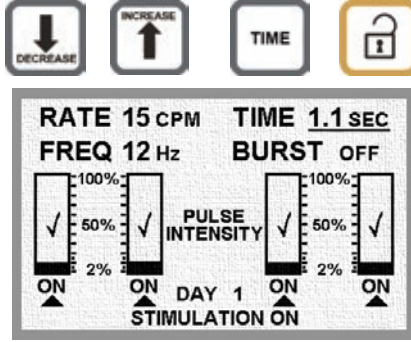 DECREASE
INCREASE
TIME
RATE 15 CPM TIME 1.1 SEC
FREQ 12 Hz BURST OFF
100% 100%
50% PULSE INTENSITY 50%
2% 2%
ON ON ON ON
DAY 1
STIMULATION ON